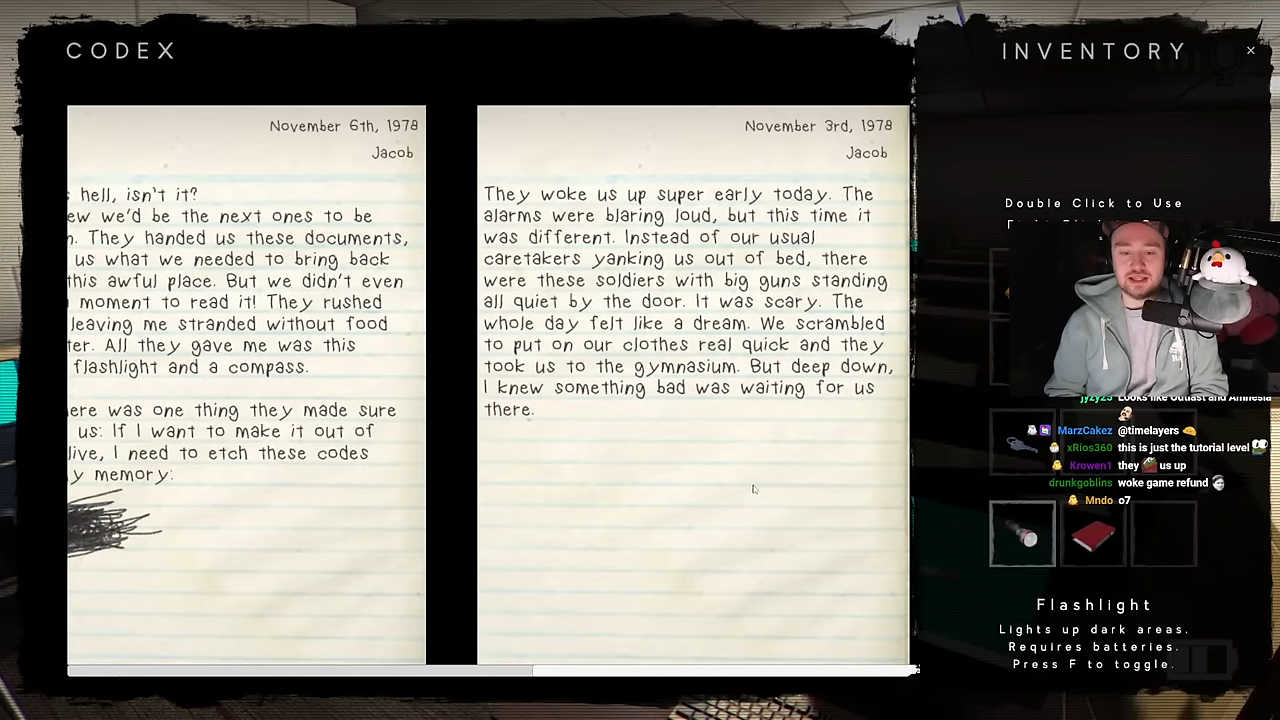 CODEX
November 6th, 1978
Jacob
hell, isn't it?
we'd be the next ones to be
They handed us these documents,
us what we needed to bring back
this awful place. But we didn't even
moment to read it! They rushed
leaving me stranded without food
All they gave me was this
flashlight and a compass.
was one thing they made sure
us: If I want to make it out of
I need to etch these codes
memory:
November 3rd, 1978
Jacob
They woke us up super early today. The
alarms were blaring loud, but this time it
was different. Instead of our usual
caretakers yanking us out of bed, there
were these soldiers with big guns standing
all quiet by the door. It was scary. The
whole day felt like a dream. We scrambled
to put on our clothes real quick and they
took us to the gymnasium. But deep down,
I knew something bad was waiting for us
there.
INVENTORY
Double Click to Use
jyzy25 Looks like Outlast and Amnesia
MarzCakez @timelayers
xRios360 this is just the tutorial level
Krowen1 they us up
drunkgoblins woke game refund
Mndo o7
Flashlight
Lights up dark areas.
Requires batteries.
Press F to toggle.